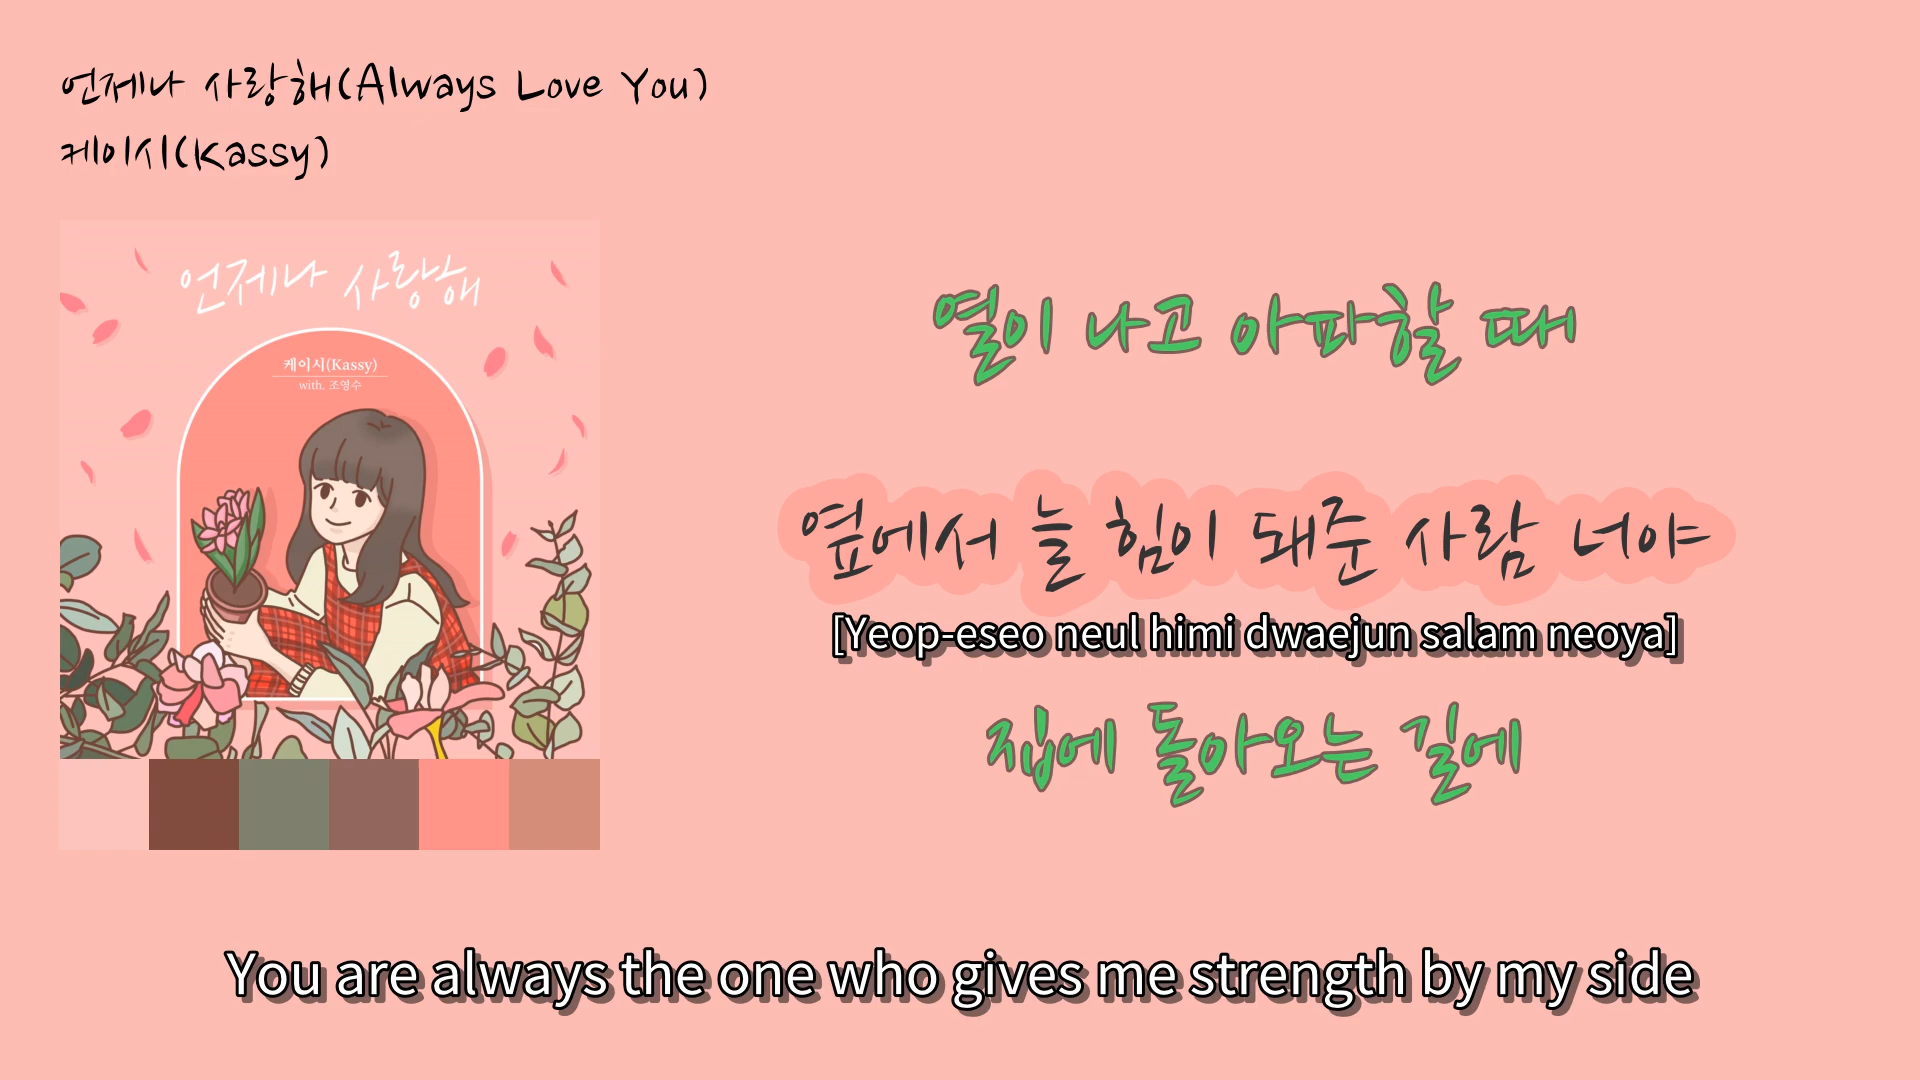 언제나 사랑해(Always Love You)
케이시(Kassy)
언제나 사랑해
케이시(Kassy)
with. 조영수
열이 나고 아파할 때
옆에서 늘 힘이 돼준 사람 너야
[Yeop-eseo neul himi dwaejun salam neoya]
집에 돌아오는 길에
You are always the one who gives me strength by my side